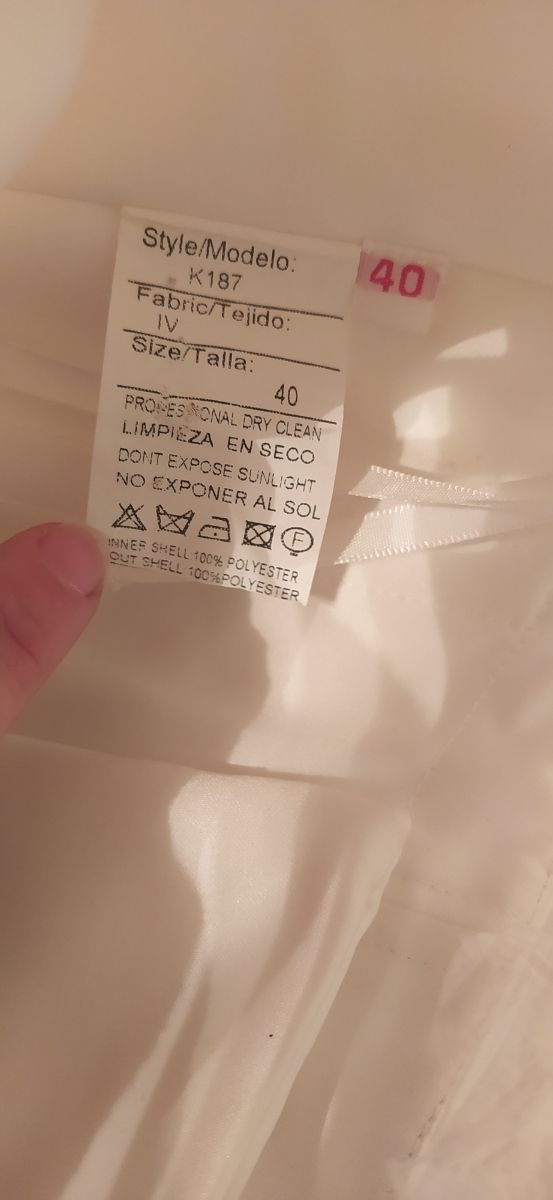 Style/Modelo:
K187
Fabric/Tejido:
IV
Size/Talla:
40
PROFESSIONAL DRY CLEAN
LIMPIEZA EN SECO
DONT EXPOSE SUNLIGHT
NO EXPONER AL SOL
F
INNER SHELL 100% POLYESTER
OUT SHELL 100%POLYESTER
40